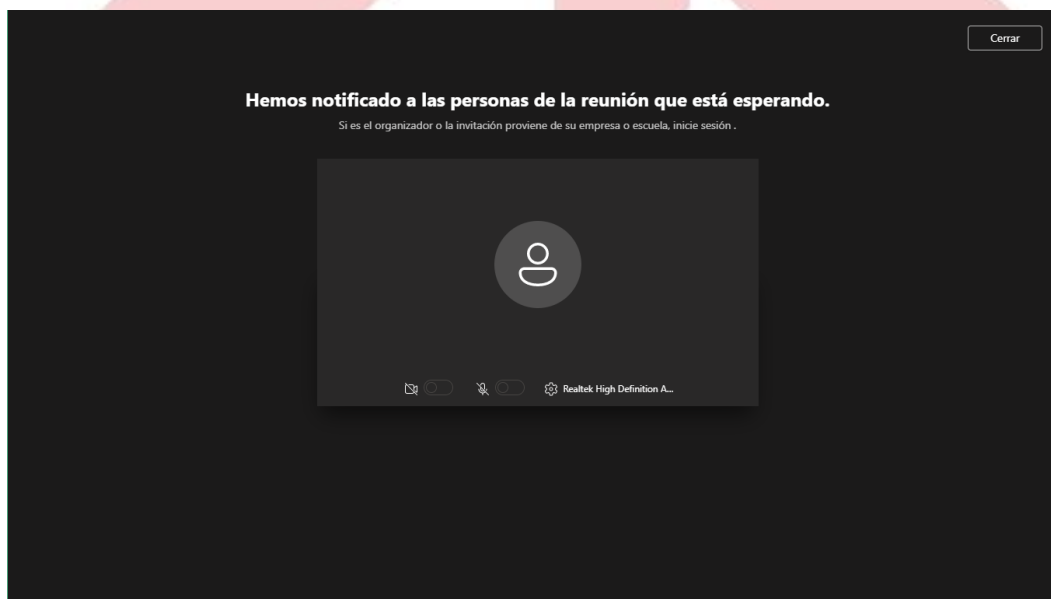 Cerrar
Hemos notificado a las personas de la reunión que está esperando.
Si es el organizador o la invitación proviene de su empresa o escuela, inicie sesión .
Realtek High Definition A...